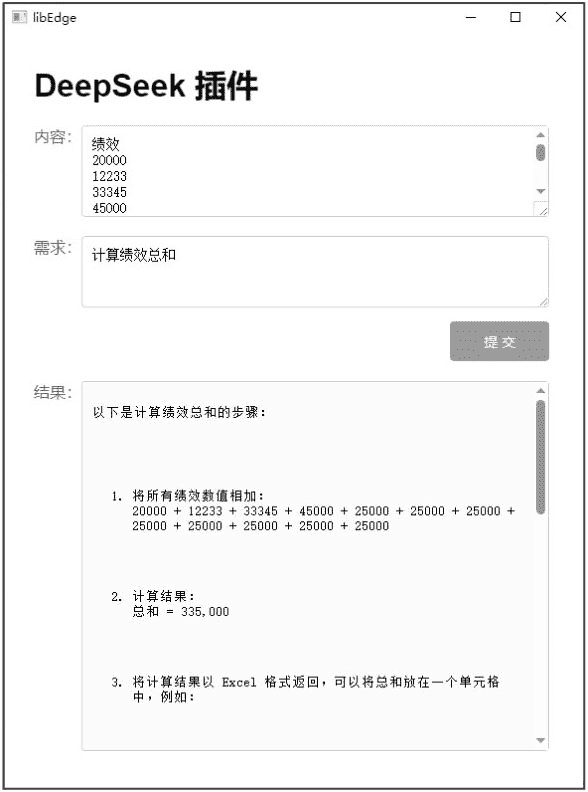 libEdge
DeepSeek 插件
内容：
绩效
20000
12233
33345
45000
需求：
计算绩效总和
提 交
结果：
以下是计算绩效总和的步骤：
1. 将所有绩效数值相加：
20000 + 12233 + 33345 + 45000 + 25000 + 25000 + 25000 +
25000 + 25000 + 25000 + 25000 + 25000
2. 计算结果：
总和 = 335,000
3. 将计算结果以 Excel 格式返回，可以将总和放在一个单元格
中，例如：